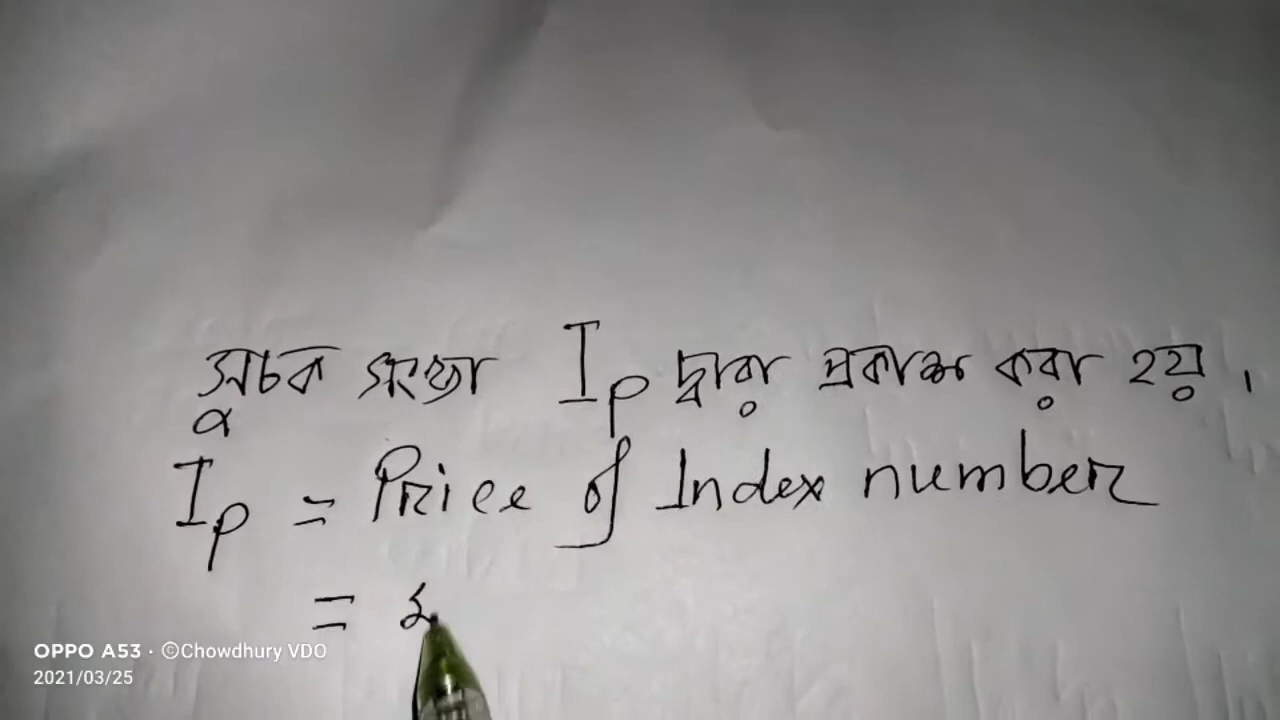 সূচক সংখ্যা Ip দ্বারা প্রকাশ করা হয়।
Ip = Price of Index number
=
OPPO A53 · ©Chowdhury VDO
2021/03/25